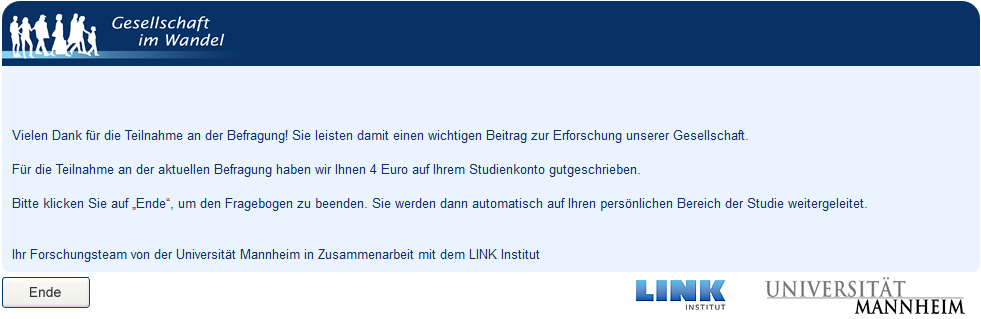 Gesellschaft
im Wandel
Vielen Dank für die Teilnahme an der Befragung! Sie leisten damit einen wichtigen Beitrag zur Erforschung unserer Gesellschaft.
Für die Teilnahme an der aktuellen Befragung haben wir Ihnen 4 Euro auf Ihrem Studienkonto gutgeschrieben.
Bitte klicken Sie auf „Ende“, um den Fragebogen zu beenden. Sie werden dann automatisch auf Ihren persönlichen Bereich der Studie weitergeleitet.
Ihr Forschungsteam von der Universität Mannheim in Zusammenarbeit mit dem LINK Institut
Ende
LINK
INSTITUT
UNIVERSITÄT
MANNHEIM